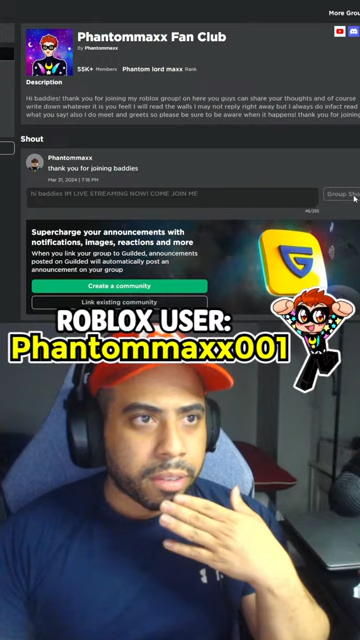 More Group
Phantommaxx Fan Club
By Phantommaxx
55K+ Members Phantom lord maxx Rank
Description
Hi baddies! thank you for joining my roblox group! on here you guys can share your thoughts and of course
write down whatever it is you feel I will read the walls I may not reply right away but I always do infact read
what you say! also i do meet and greets so please be sure to be aware when it happens! thank you for joining
Shout
Phantommaxx
thank you for joining baddies
Mar 31, 2024 | 7:16 PM
hi baddies IM LIVE STREAMING NOW! COME JOIN ME
Group Sho
46/255
Supercharge your announcements with
notifications, images, reactions and more
When you link your group to Guilded, announcements
posted on Guilded will automatically post an
announcement on your group
Create a community
Link existing community
ROBLOX USER:
Phantommaxx001